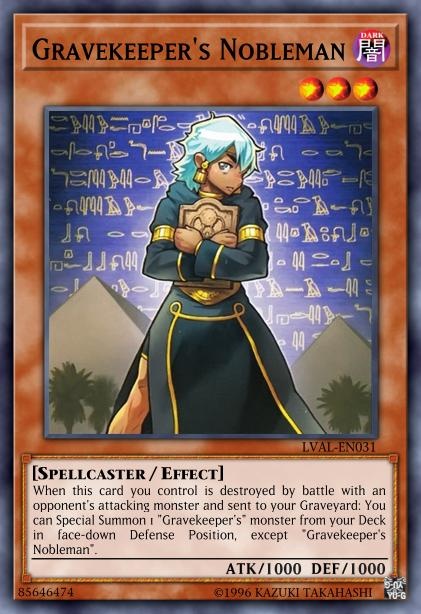 GRAVEKEEPER'S NOBLEMAN
DARK
闇
LVAL-EN031
[SPELLCASTER / EFFECT]
When this card you control is destroyed by battle with an
opponent's attacking monster and sent to your Graveyard: You
can Special Summon 1 "Gravekeeper's" monster from your Deck
in face-down Defense Position, except "Gravekeeper's
Nobleman".
ATK/1000 DEF/1000
85646474
©1996 KAZUKI TAKAHASHI